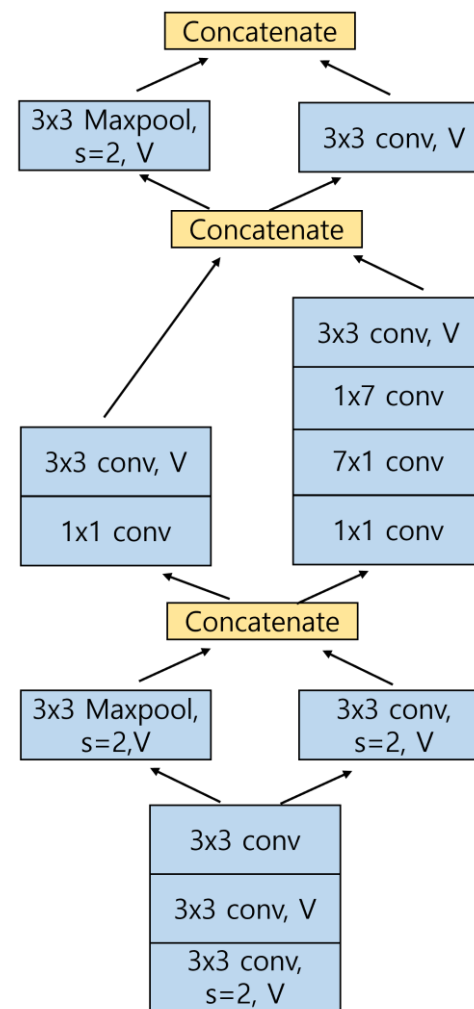 Concatenate
3x3 Maxpool,
s=2, V
3x3 conv, V
Concatenate
3x3 conv, V
1x7 conv
7x1 conv
1x1 conv
3x3 conv, V
1x1 conv
Concatenate
3x3 Maxpool,
s=2,V
3x3 conv,
s=2, V
3x3 conv
3x3 conv, V
3x3 conv,
s=2, V